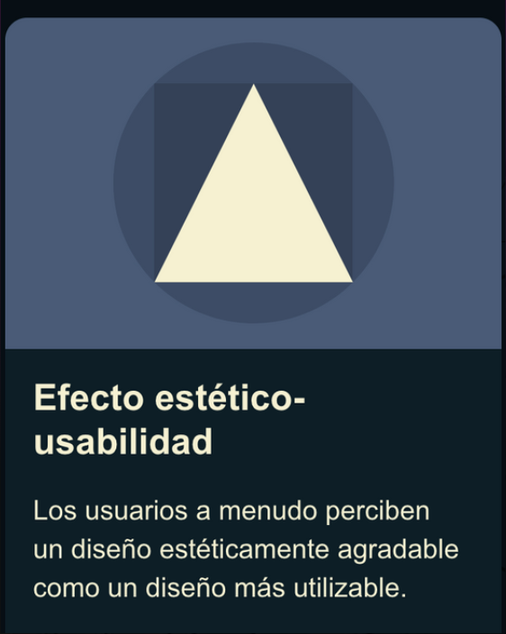 Efecto estético-
usabilidad
Los usuarios a menudo perciben
un diseño estéticamente agradable
como un diseño más utilizable.